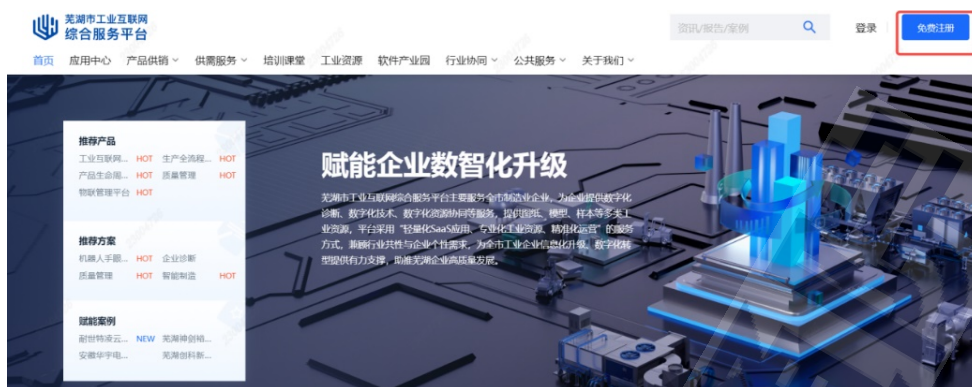 芜湖市工业互联网
综合服务平台
资讯/报告/案例
登录
免费注册
首页 应用中心 产品供销 供需服务 培训课堂 工业资源 软件产业园 行业协同 公共服务 关于我们
推荐产品
工业互联网... HOT 生产全流程... HOT
产品生命周... HOT 质量管理 HOT
物联管理平台 HOT
推荐方案
机器人手眼... HOT 企业诊断
质量管理 HOT 智能制造 HOT
赋能案例
耐世特凌云... NEW 芜湖神创裕...
安徽华宇电... 芜湖创科新...
赋能企业数智化升级
芜湖市工业互联网综合服务平台主要服务全市制造业企业，为企业提供数字化
诊断、数字化技术、数字化资源协同等服务，提供图纸、模型、样本等多类工
业资源，平台采用“轻量化SaaS应用、专业化工业资源、精准化运营”的服务
方式，兼顾行业共性与企业个性需求，为全市工业企业信息化升级、数字化转
型提供有力支撑，助推芜湖企业高质量发展。